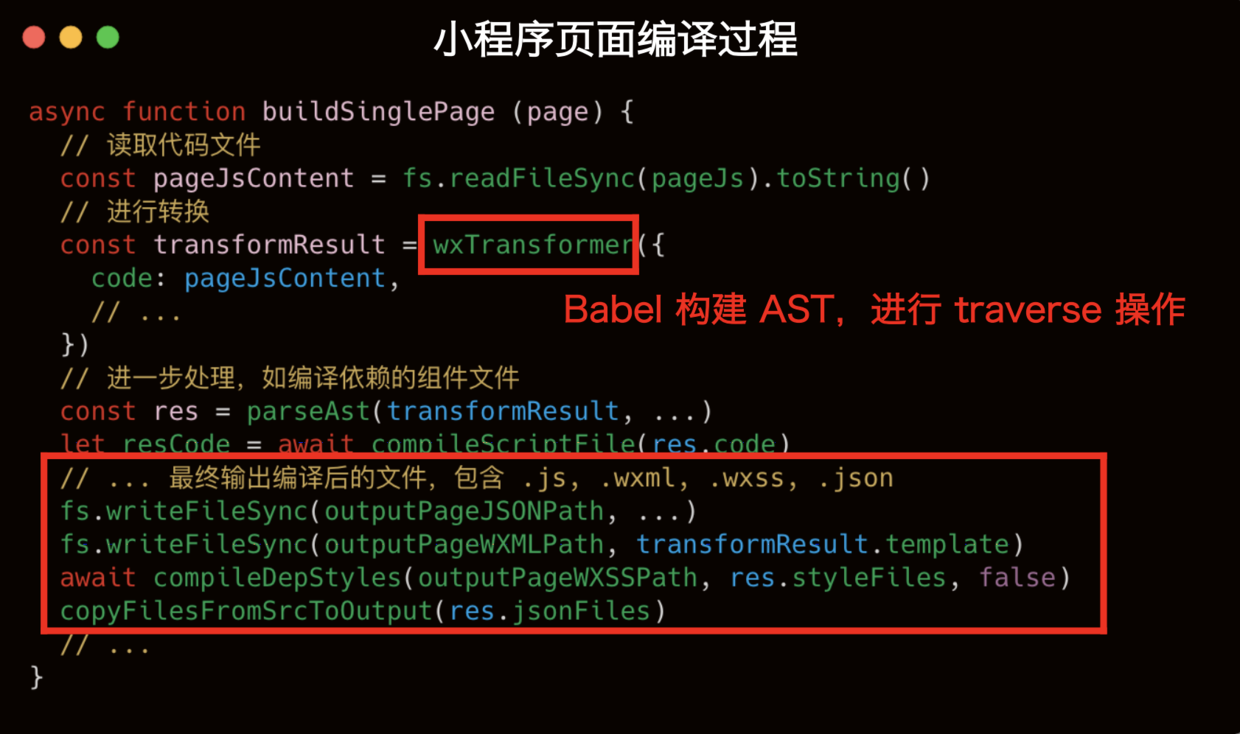 小程序页面编译过程
async function buildSinglePage (page) {
// 读取代码文件
const pageJsContent = fs.readFileSync(pageJs).toString()
// 进行转换
const transformResult = wxTransformer({
code: pageJsContent,
// ...
Babel 构建 AST，进行 traverse 操作
})
// 进一步处理，如编译依赖的组件文件
const res = parseAst(transformResult, ...)
let resCode = await compileScriptFile(res.code)
// ... 最终输出编译后的文件，包含 .js, .wxml, .wxss, .json
fs.writeFileSync(outputPageJSONPath, ...)
fs.writeFileSync(outputPageWXMLPath, transformResult.template)
await compileDepStyles(outputPageWXSSPath, res.styleFiles, false)
copyFilesFromSrcToOutput(res.jsonFiles)
// ...
}